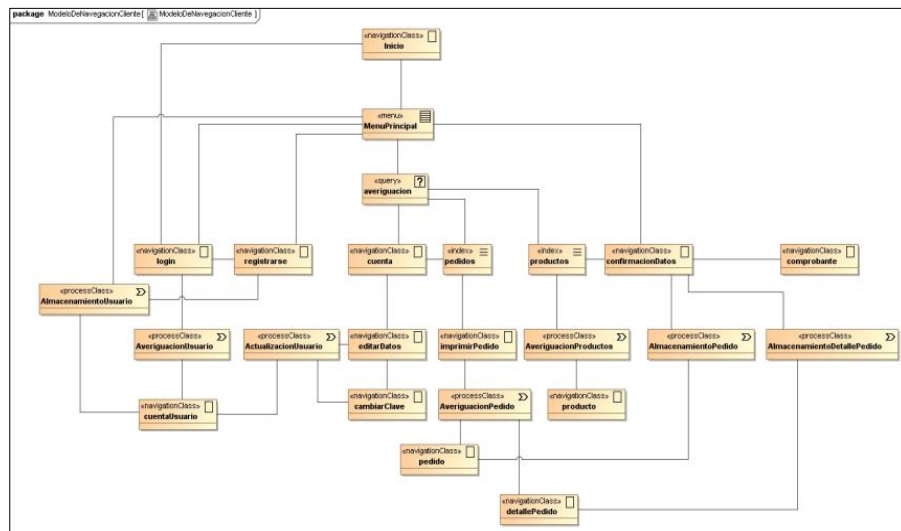 package ModeloDeNavegacionCliente [ ModeloDeNavegacionCliente ]
«navigationClass»
Inicio
«menu»
MenuPrincipal
«query»
averiguacion
?
«navigationClass»
login
«navigationClass»
registrarse
«navigationClass»
cuenta
«index»
pedidos
«index»
productos
«navigationClass»
confirmacionDatos
«navigationClass»
comprobante
«processClass»
AlmacenamientoUsuario
«processClass»
AveriguacionUsuario
«processClass»
ActualizacionUsuario
«navigationClass»
editarDatos
«navigationClass»
imprimirPedido
«processClass»
AveriguacionProductos
«processClass»
AlmacenamientoPedido
«processClass»
AlmacenamientoDetallePedido
«navigationClass»
cuentaUsuario
«navigationClass»
cambiarClave
«processClass»
AveriguacionPedido
«navigationClass»
producto
«navigationClass»
pedido
«navigationClass»
detallePedido